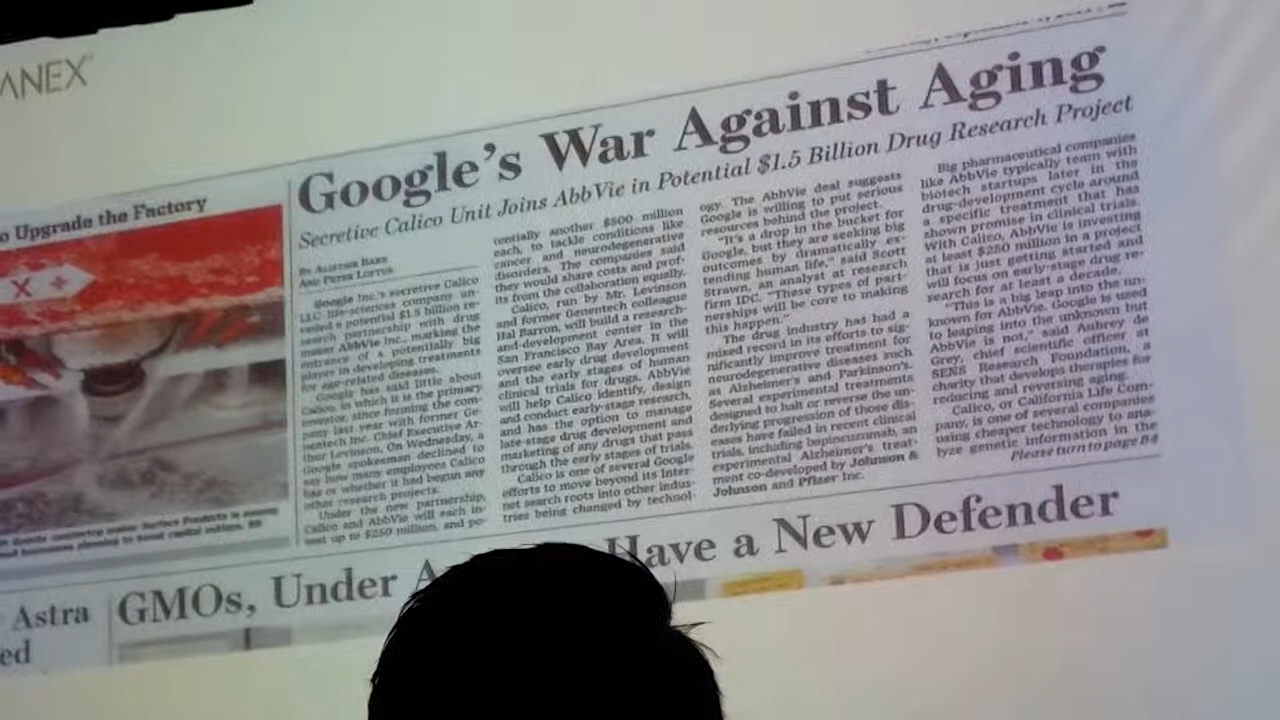 ANEX
o Upgrade the Factory
Google's War Against Aging
Secretive Calico Unit Joins AbbVie in Potential $1.5 Billion Drug Research Project
By Alistair Barr
And Peter Loftus
Google Inc.'s secretive Calico
LLC life-sciences company un-
veiled a potential $1.5 billion re-
search partnership with drug
maker AbbVie Inc., marking the
entrance of a potentially big
player in developing treatments
for age-related diseases.
Google has said little about
Calico, in which it is the primary
investor, since forming the com-
pany last year with former Ge-
nentech Inc. Chief Executive Ar-
thur Levinson. On Wednesday, a
Google spokesman declined to
say how many employees Calico
has or whether it had begun any
other research projects.
Under the new partnership,
Calico and AbbVie will each in-
vest up to $250 million, and po-
tentially another $500 million
each, to tackle conditions like
cancer and neurodegenerative
disorders. The companies said
they would share costs and prof-
its from the collaboration equally.
Calico, run by Mr. Levinson
and former Genentech colleague
Hal Barron, will build a research-
and-development center in the
San Francisco Bay Area. It will
oversee early drug development
and the early stages of human
clinical trials for drugs. AbbVie
will help Calico identify, design
and conduct early-stage research,
and has the option to manage
late-stage drug development and
marketing of any drugs that pass
through the early stages of trials.
Calico is one of several Google
efforts to move beyond its Inter-
net search roots into other indus-
tries being changed by technol-
ogy. The AbbVie deal suggests
Google is willing to put serious
resources behind the project.
"It's a drop in the bucket for
Google, but they are seeking big
outcomes by dramatically ex-
tending human life," said Scott
Strawn, an analyst at research
firm IDC. "These types of part-
nerships will be core to making
this happen."
The drug industry has had a
mixed record in its efforts to sig-
nificantly improve treatment for
neurodegenerative diseases such
as Alzheimer's and Parkinson's.
Several experimental treatments
designed to halt or reverse the un-
derlying progression of those dis-
eases have failed in recent clinical
trials, including bapineuzumab, an
experimental Alzheimer's treat-
ment co-developed by Johnson &
Johnson and Pfizer Inc.
Big pharmaceutical companies
like AbbVie typically team with
biotech startups later in the
drug-development cycle around
a specific treatment that has
shown promise in clinical trials.
With Calico, AbbVie is investing
at least $250 million in a project
that is just getting started and
will focus on early-stage drug re-
search for at least a decade.
"This is a big leap into the un-
known for AbbVie. Google is used
to leaping into the unknown but
AbbVie is not," said Aubrey de
Grey, chief scientific officer at
SENS Research Foundation, a
charity that develops therapies for
reducing and reversing aging.
Calico, or California Life Com-
pany, is one of several companies
using cheaper technology to ana-
lyze genetic information in the
Please turn to page B4
Astra
ed
GMOs, Under A Have a New Defender